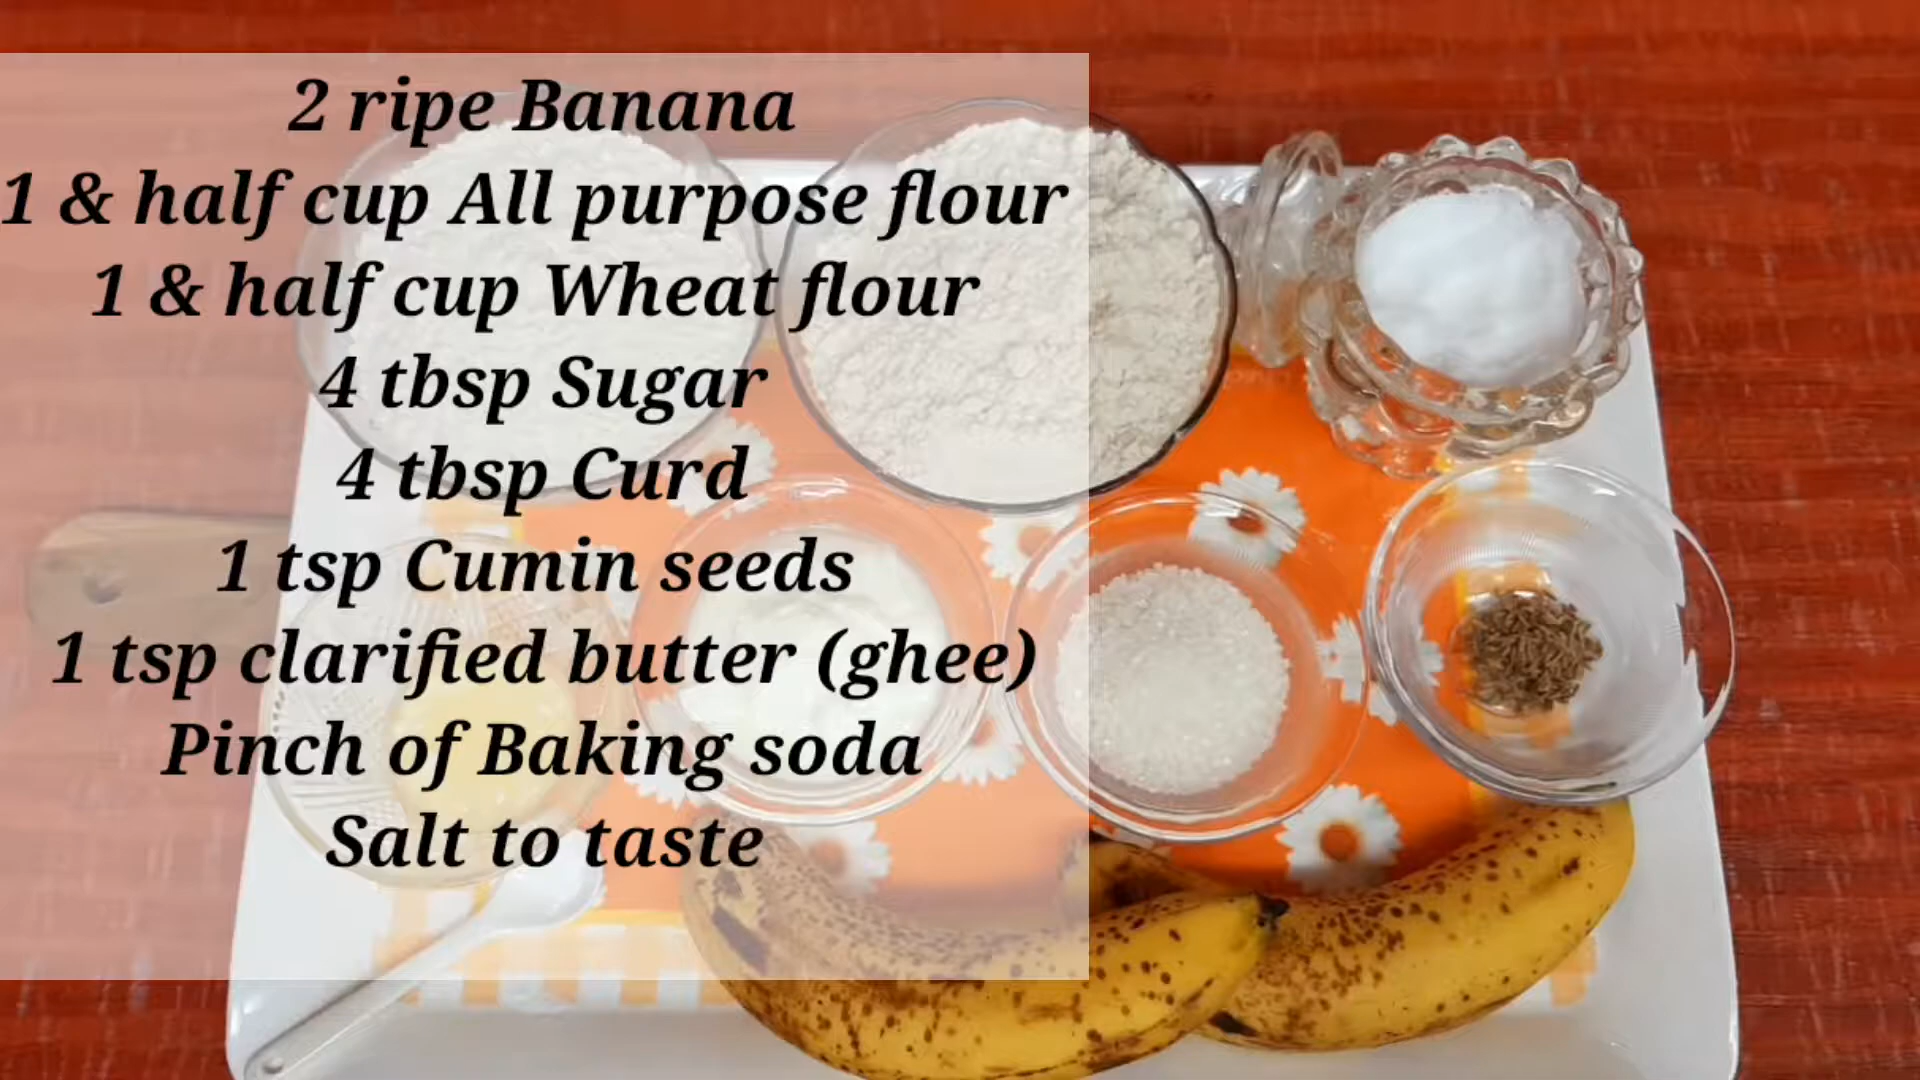 2 ripe Banana
1 & half cup All purpose flour
1 & half cup Wheat flour
4 tbsp Sugar
4 tbsp Curd
1 tsp Cumin seeds
1 tsp clarified butter (ghee)
Pinch of Baking soda
Salt to taste